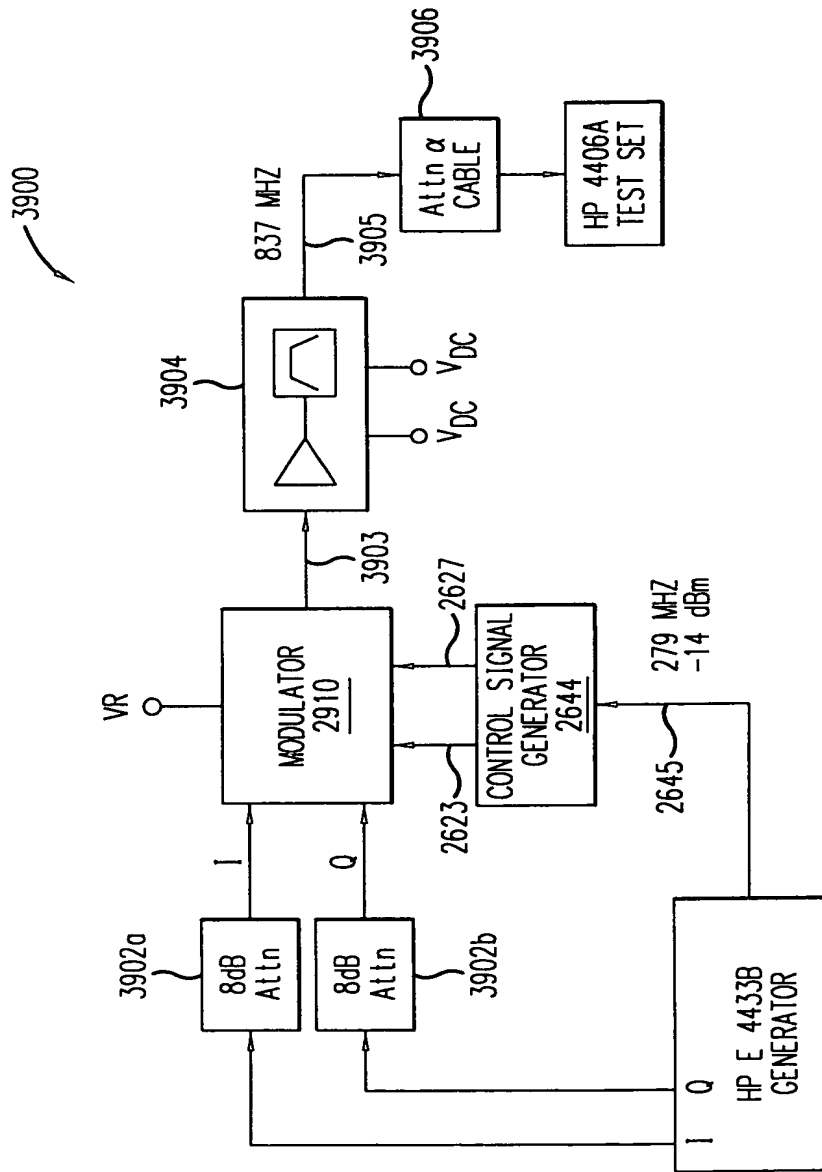 3900
837 MHZ
3905
3906
Attn α
CABLE
HP 4406A
TEST SET
3904
V_DC
V_DC
3903
VR
MODULATOR
2910
2623
2627
CONTROL SIGNAL
GENERATOR
2644
279 MHZ
-14 dBm
2645
I
Q
3902a
8dB
Attn
8dB
Attn
3902b
I
Q
HP E 4433B
GENERATOR